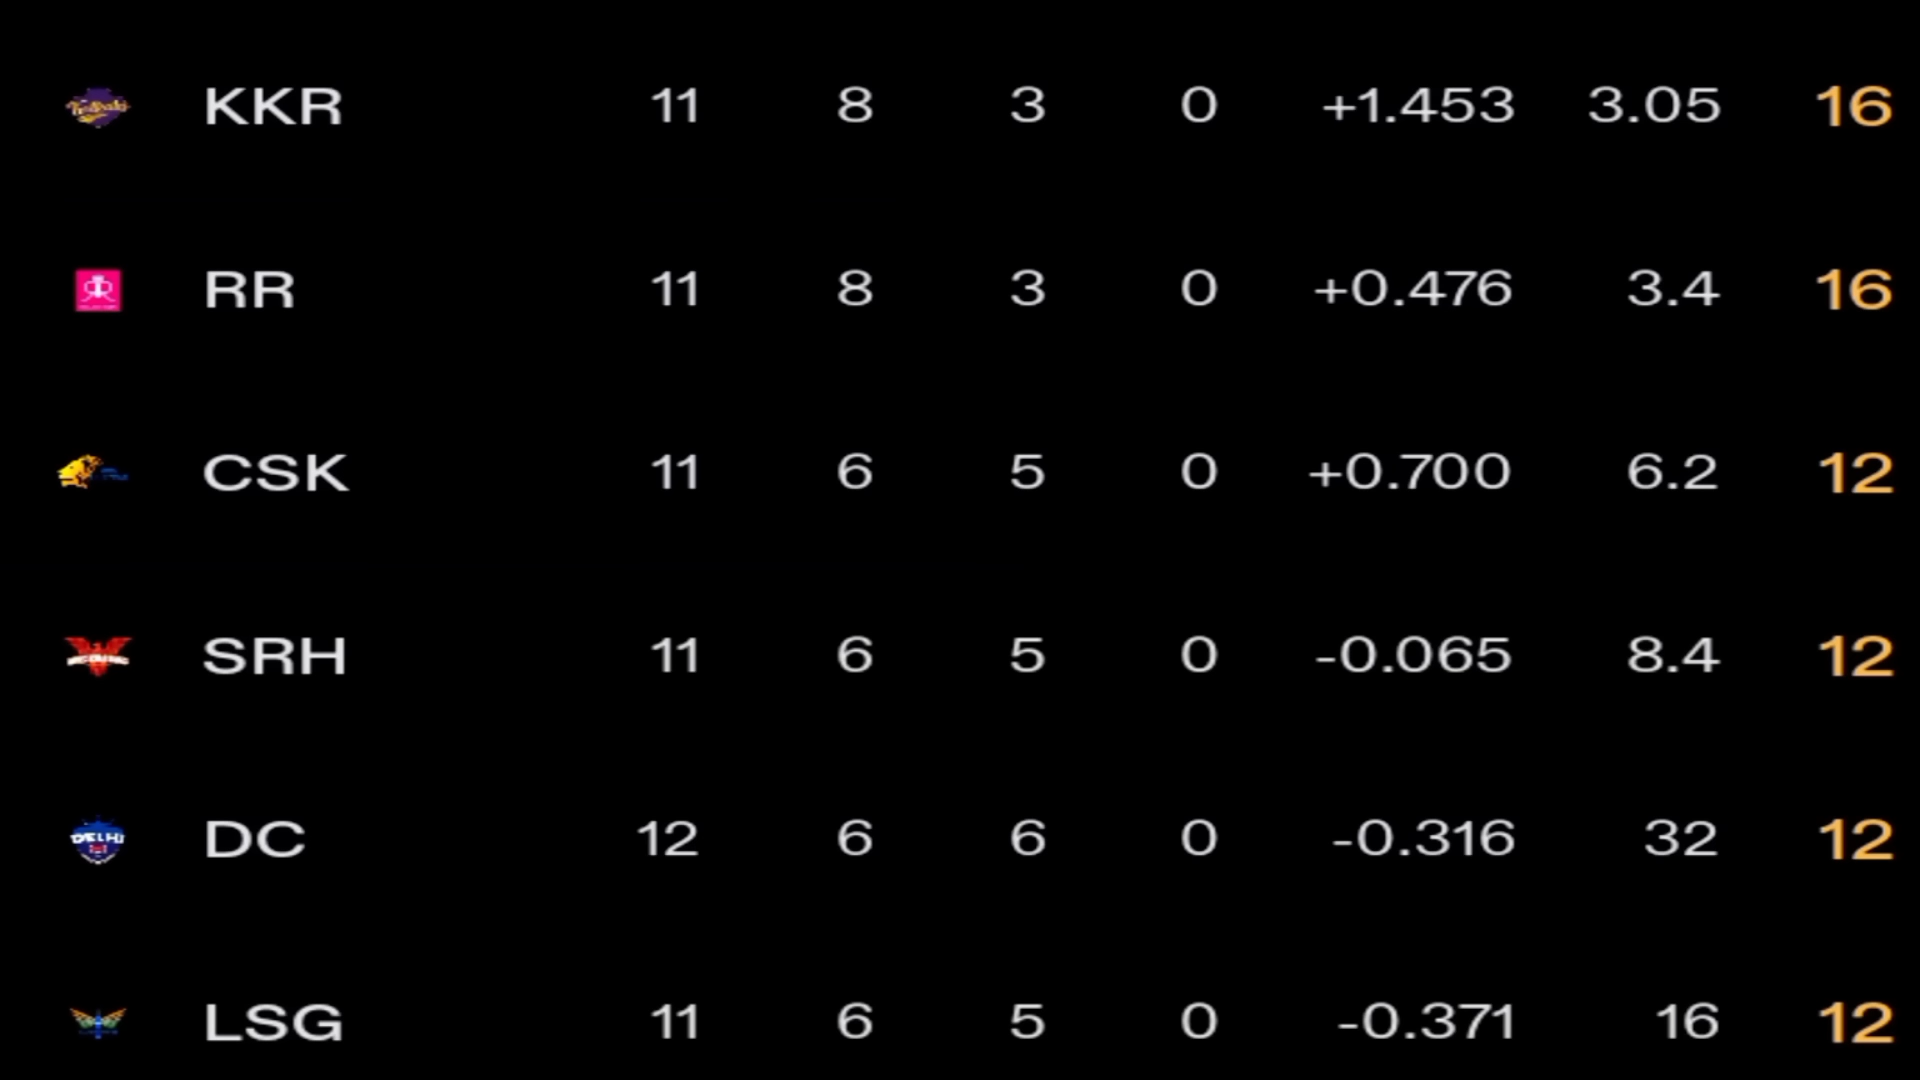 KKR 11 8 3 0 +1.453 3.05 16
RR 11 8 3 0 +0.476 3.4 16
CSK 11 6 5 0 +0.700 6.2 12
SRH 11 6 5 0 -0.065 8.4 12
DELHI DC 12 6 6 0 -0.316 32 12
LSG 11 6 5 0 -0.371 16 12